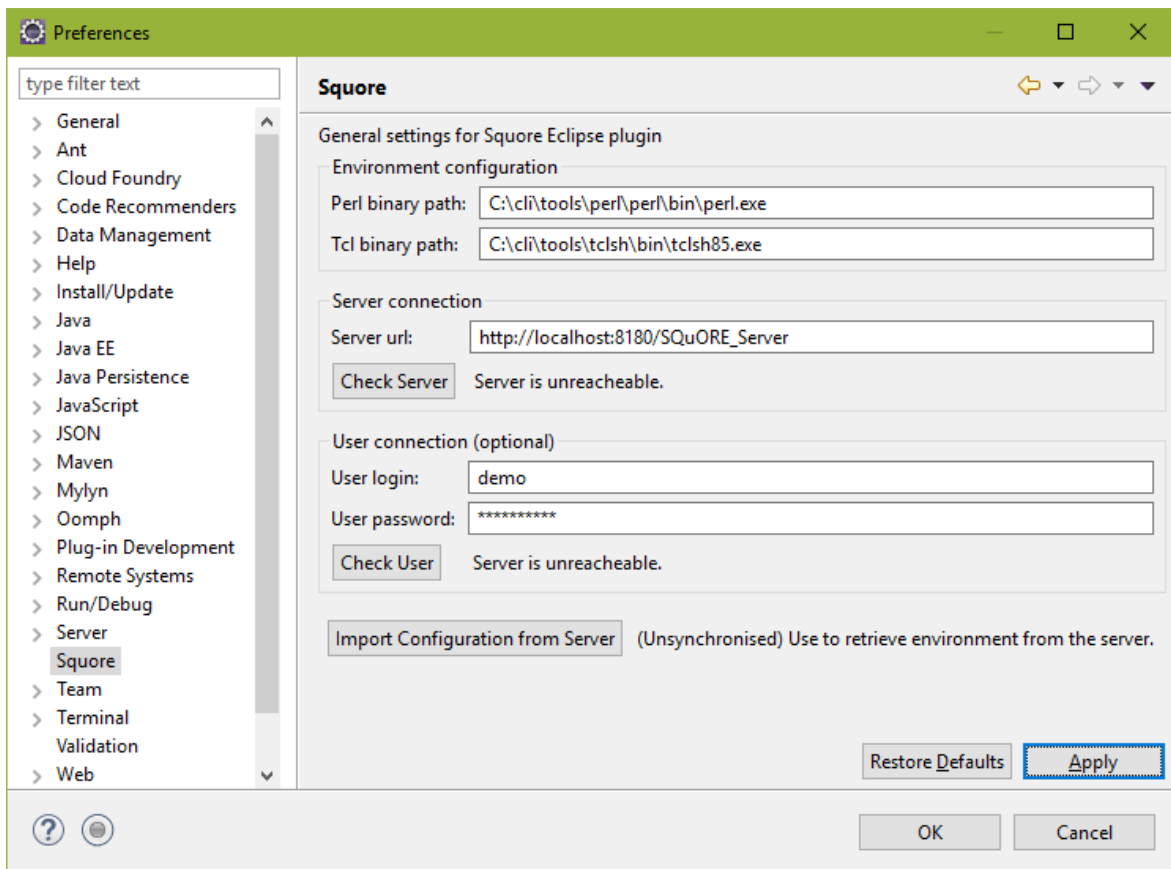 Preferences
type filter text
General
Ant
Cloud Foundry
Code Recommenders
Data Management
Help
Install/Update
Java
Java EE
Java Persistence
JavaScript
JSON
Maven
Mylyn
Oomph
Plug-in Development
Remote Systems
Run/Debug
Server
Squore
Team
Terminal
Validation
Web
Squore
General settings for Squore Eclipse plugin
Environment configuration
Perl binary path: C:\cli\tools\perl\perl\bin\perl.exe
Tcl binary path: C:\cli\tools\tclsh\bin\tclsh85.exe
Server connection
Server url: http://localhost:8180/SQuORE_Server
Check Server Server is unreacheable.
User connection (optional)
User login: demo
User password: **********
Check User Server is unreacheable.
Import Configuration from Server (Unsynchronised) Use to retrieve environment from the server.
Restore Defaults Apply
OK Cancel